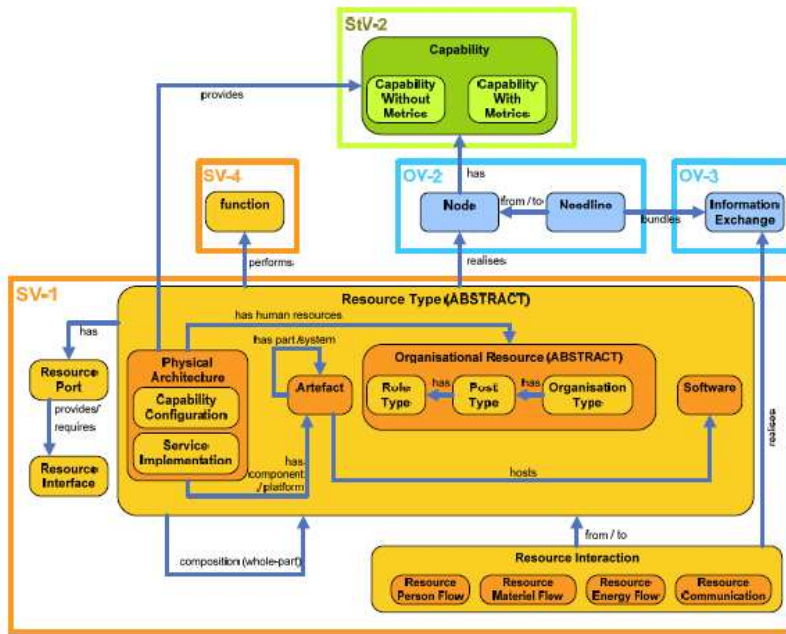 StV-2
Capability
Capability
Without
Metrics
Capability
With
Metrics
provides
has
SV-4
function
OV-2
Node
from / to
Needline
bundles
OV-3
Information
Exchange
performs
realises
SV-1
Resource Type (ABSTRACT)
has
has human resources
has part /system
Resource
Port
provides/
requires
Resource
Interface
Physical
Architecture
Capability
Configuration
Service
Implementation
Artefact
Organisational Resource (ABSTRACT)
Role
Type
has
Post
Type
has
Organisation
Type
Software
has
component
/ platform
hosts
realises
composition (whole-part)
from / to
Resource Interaction
Resource
Person Flow
Resource
Materiel Flow
Resource
Energy Flow
Resource
Communication